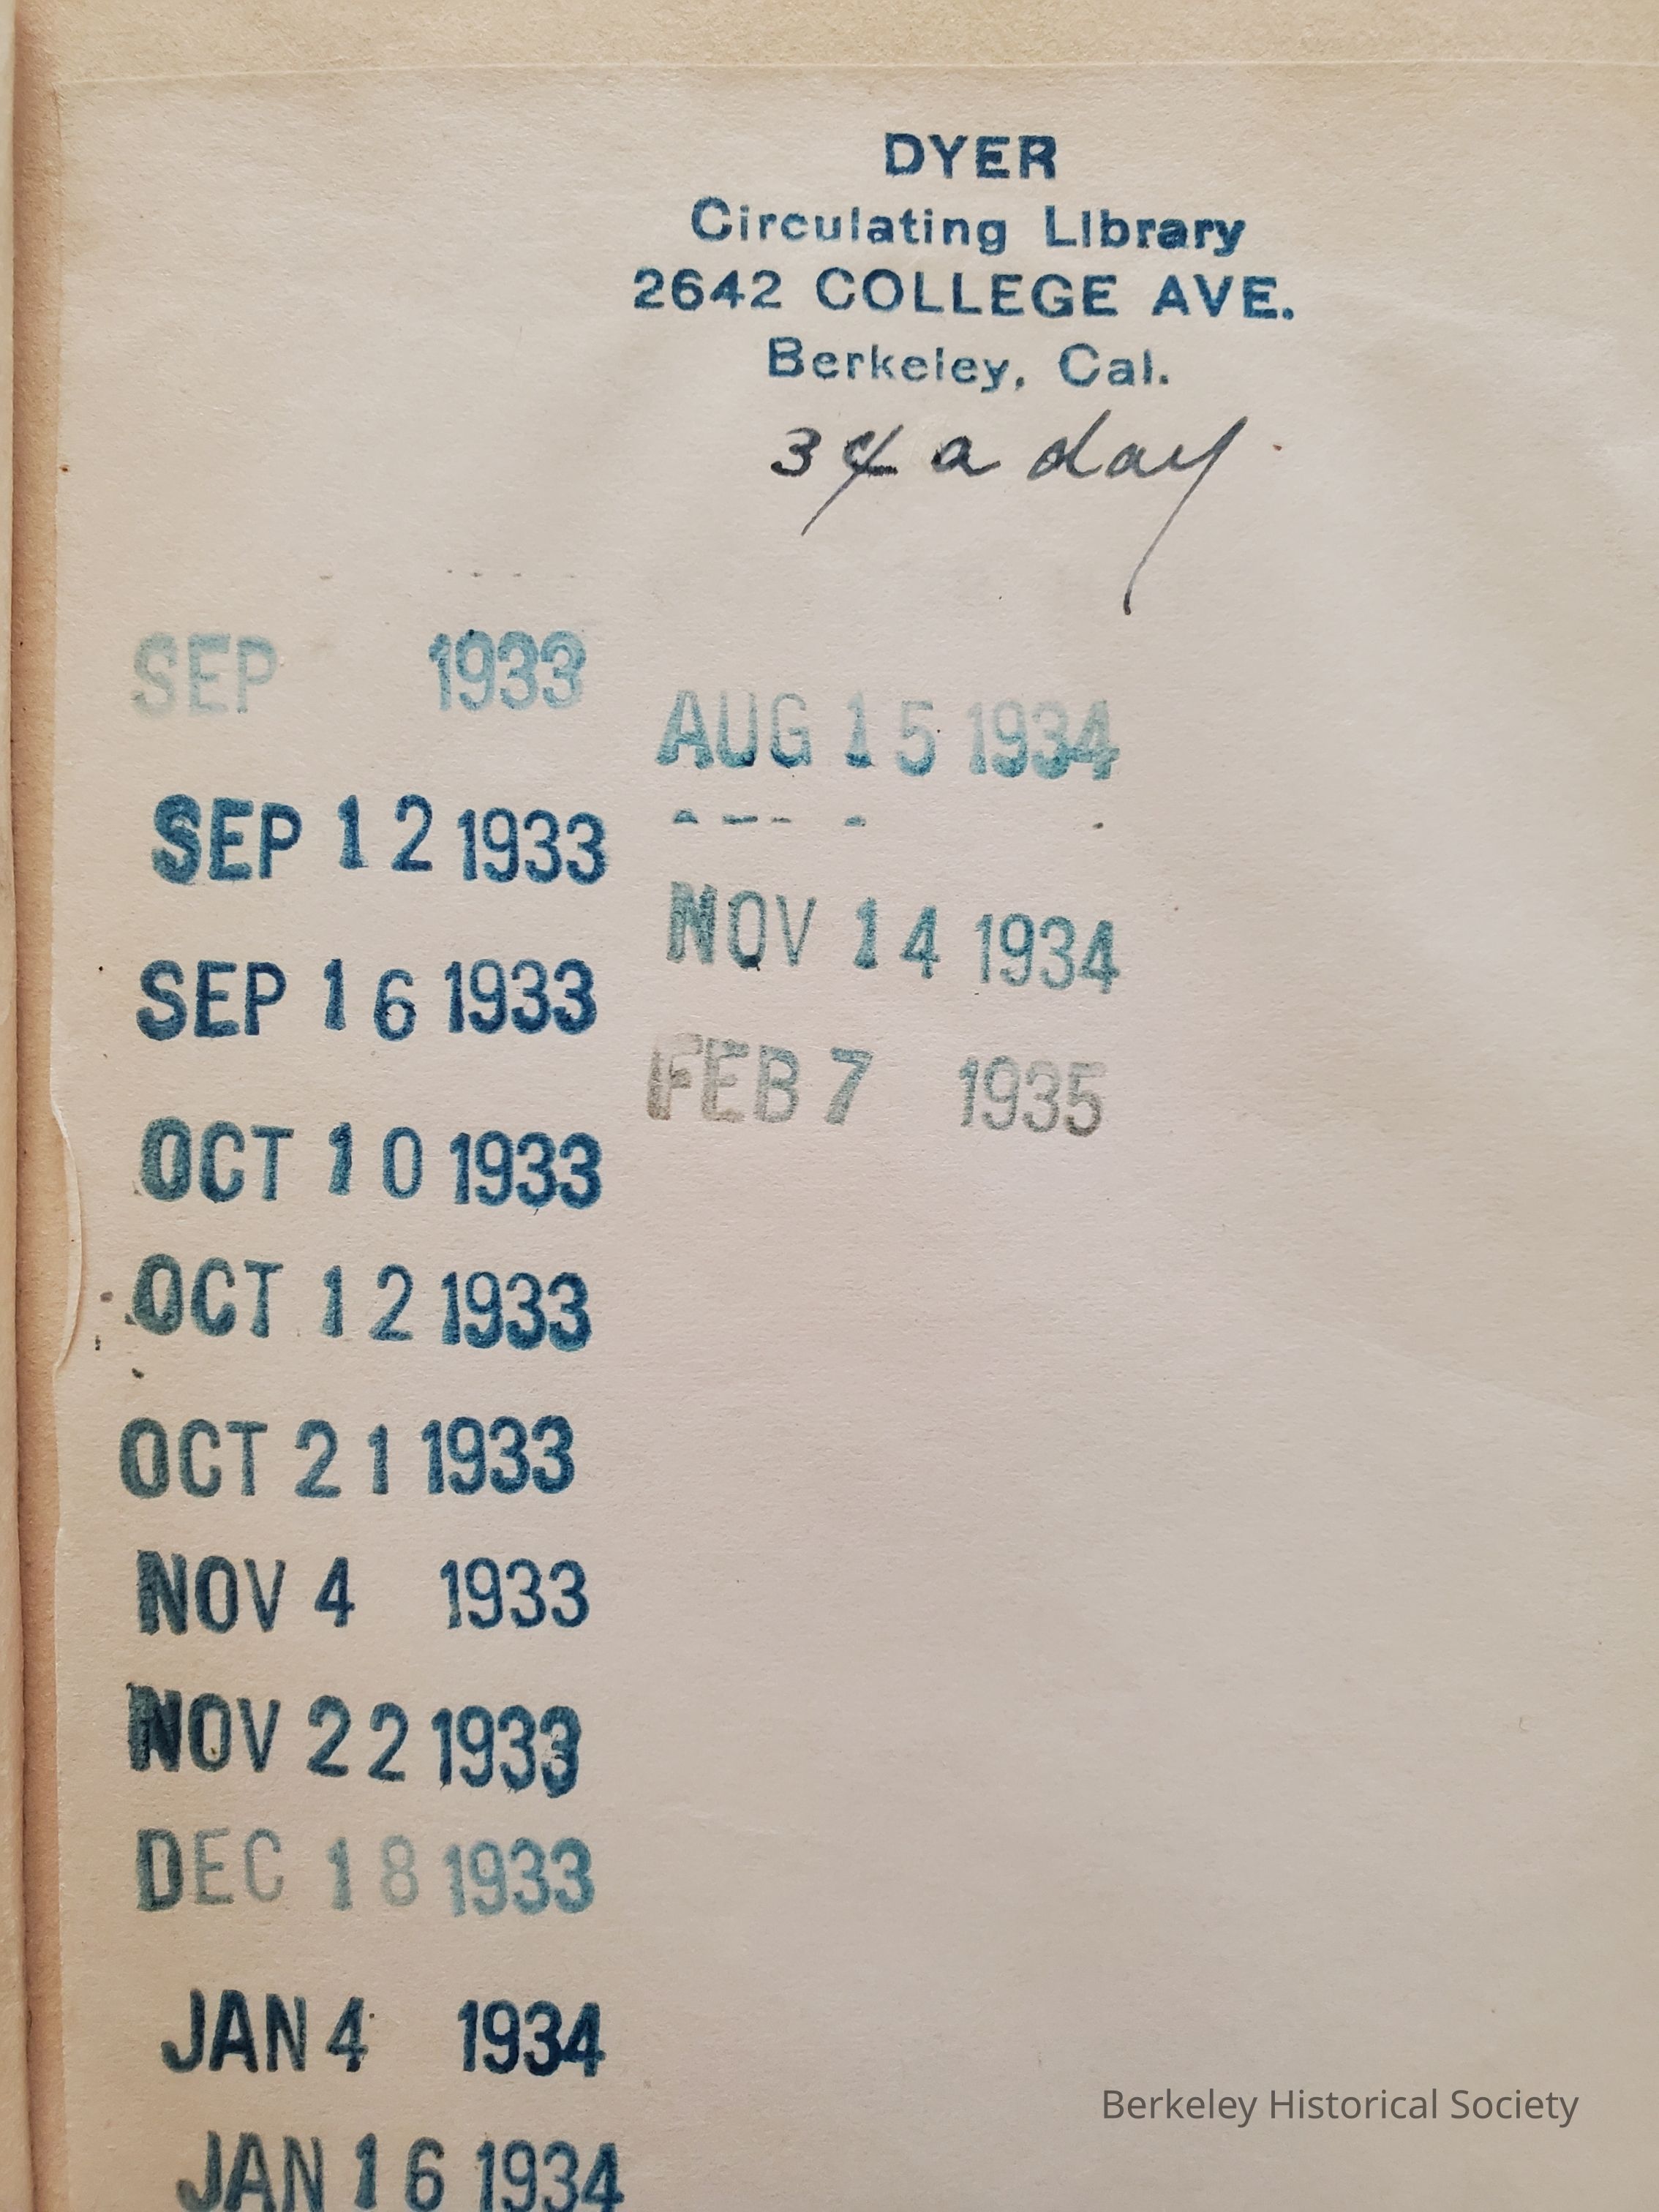 DYER
Circulating Library
2642 COLLEGE AVE.
Berkeley, Cal.
3¢ a day
SEP 1933
SEP 12 1933
SEP 16 1933
OCT 10 1933
OCT 12 1933
OCT 21 1933
NOV 4 1933
NOV 22 1933
DEC 18 1933
JAN 4 1934
JAN 16 1934
AUG 15 1934
NOV 14 1934
FEB 7 1935
Berkeley Historical Society